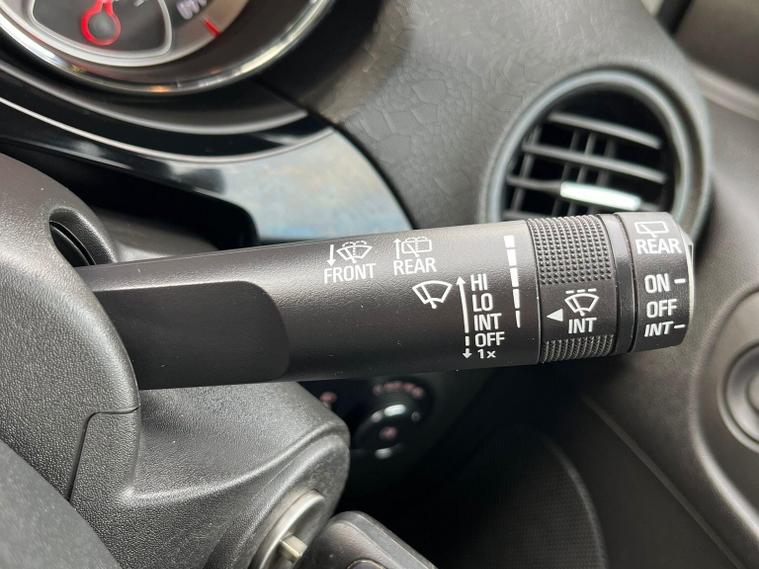 FRONT
REAR
HI
LO
INT
OFF
1x
INT
REAR
ON
OFF
INT